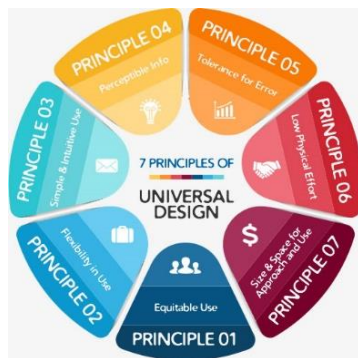 7 PRINCIPLES OF
UNIVERSAL
DESIGN
PRINCIPLE 01
Equitable Use
PRINCIPLE 02
Flexibility in Use
PRINCIPLE 03
Simple & Intuitive Use
PRINCIPLE 04
Perceptible Info
PRINCIPLE 05
Tolerance for Error
PRINCIPLE 06
Low Physical Effort
PRINCIPLE 07
Size & Space for
Approach and Use
$